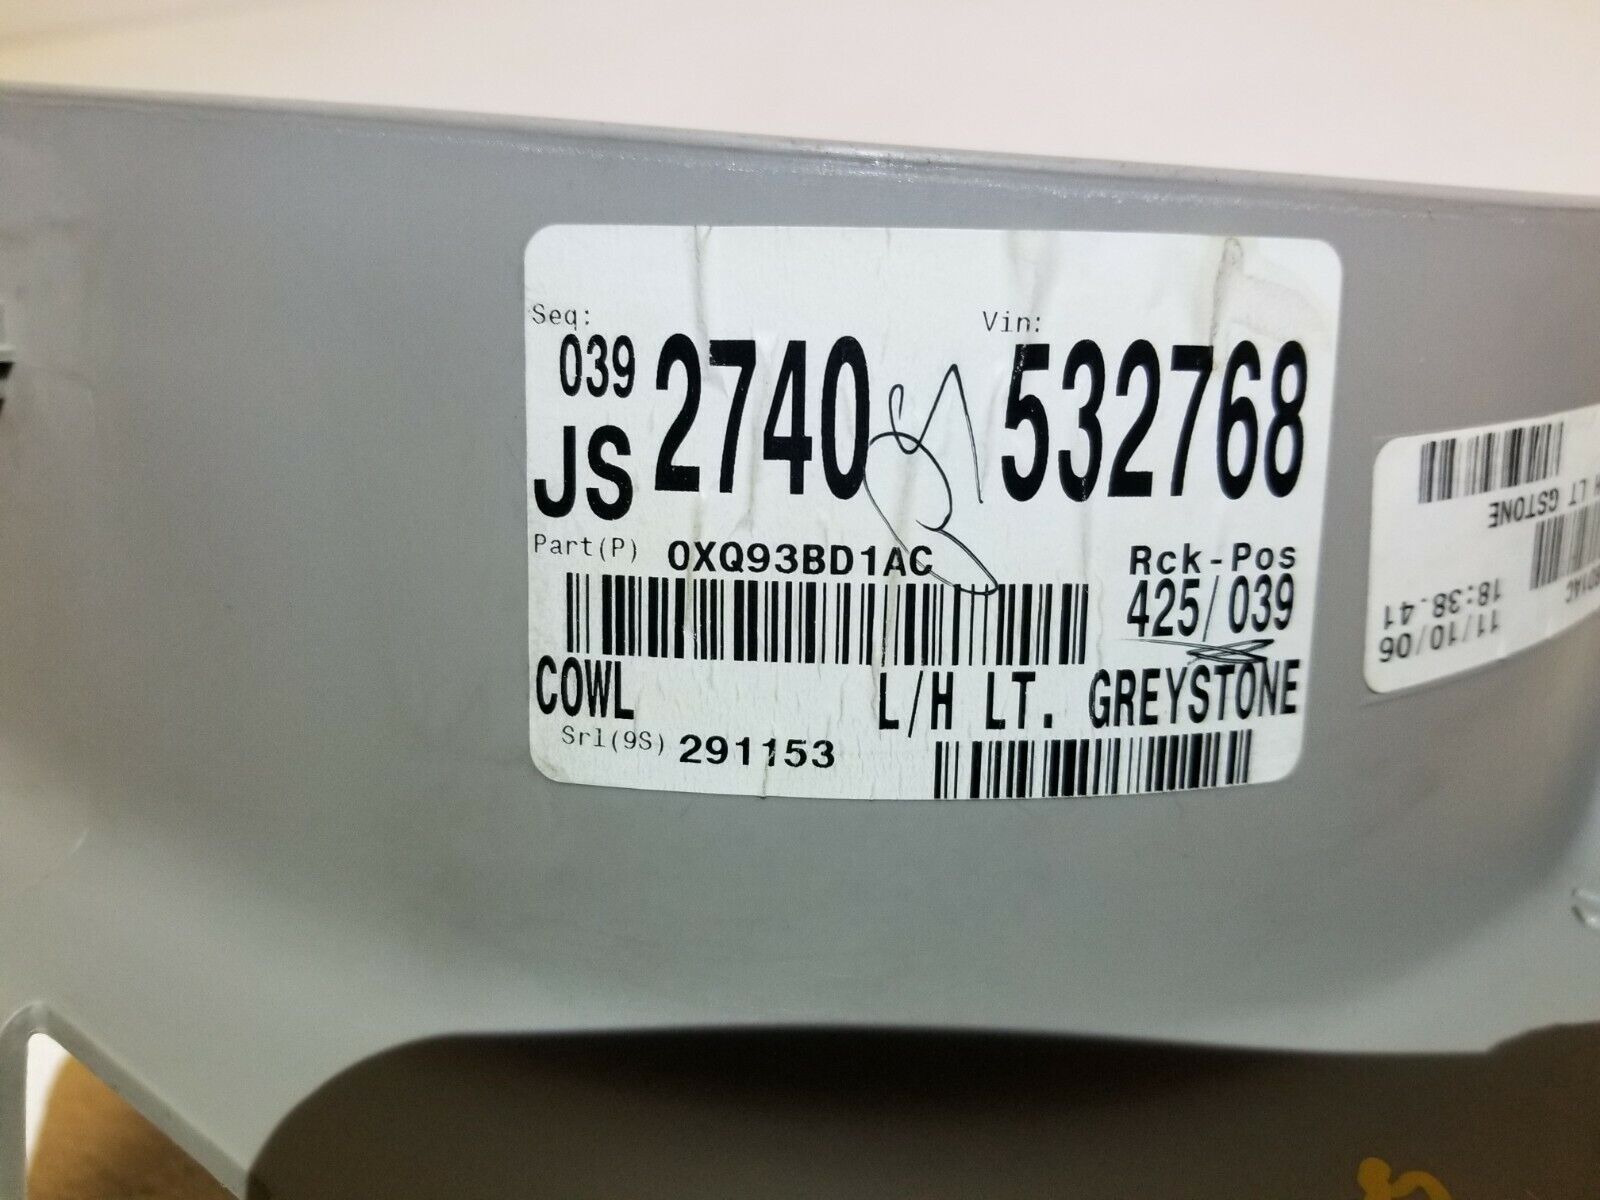 Seq: Vin:
039 2740 532768
JS
Part(P) 0XQ93BD1AC Rck-Pos
425/039
COWL L/H LT. GREYSTONE
Srl(9S) 291153
11/10/06
18:38.41
BD1AC
H LT GSTONE